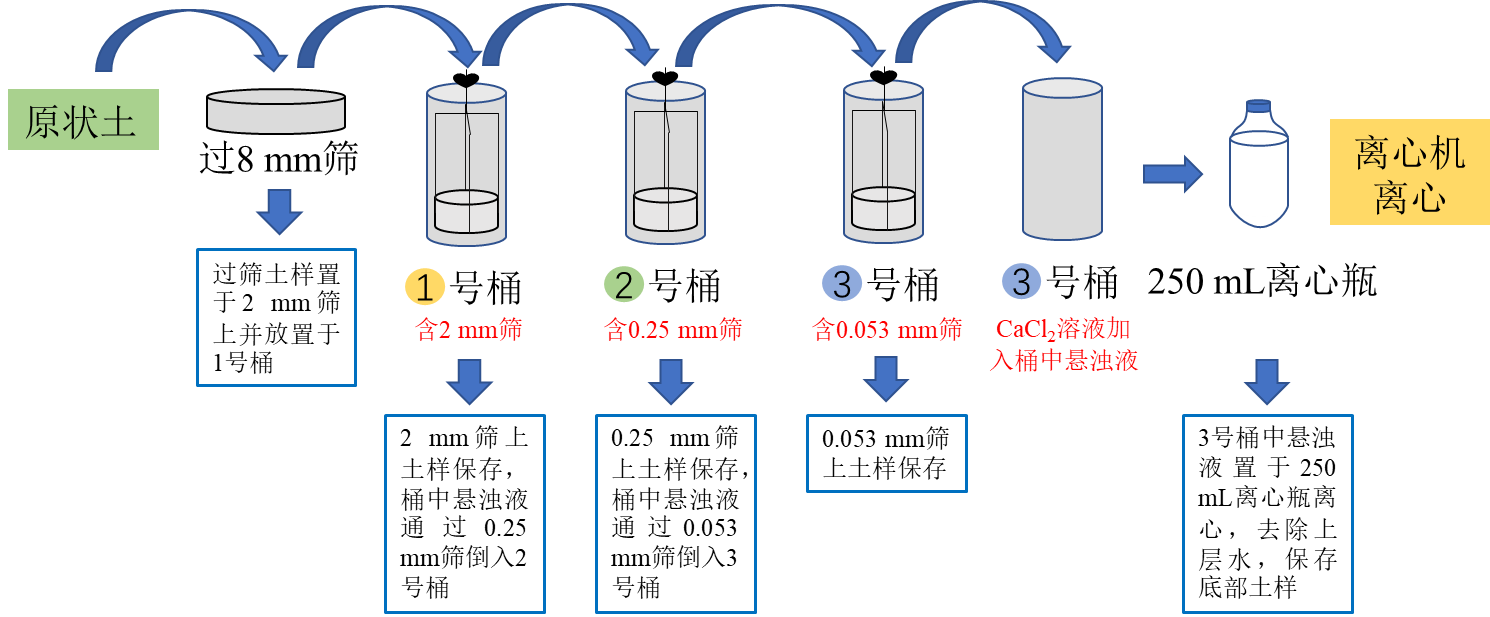 原状土
过8 mm筛
过筛土样置
于2 mm筛
上并放置于
1号桶
①号桶
含2 mm筛
2 mm筛上
土样保存，
桶中悬浊液
通过0.25
mm筛倒入2
号桶
②号桶
含0.25 mm筛
0.25 mm筛
上土样保存，
桶中悬浊液
通过0.053
mm筛倒入3
号桶
③号桶
含0.053 mm筛
0.053 mm筛
上土样保存
③号桶
CaCl₂溶液加
入桶中悬浊液
250 mL离心瓶
3号桶中悬浊
液置于250
mL离心瓶离
心，去除上
层水，保存
底部土样
离心机
离心